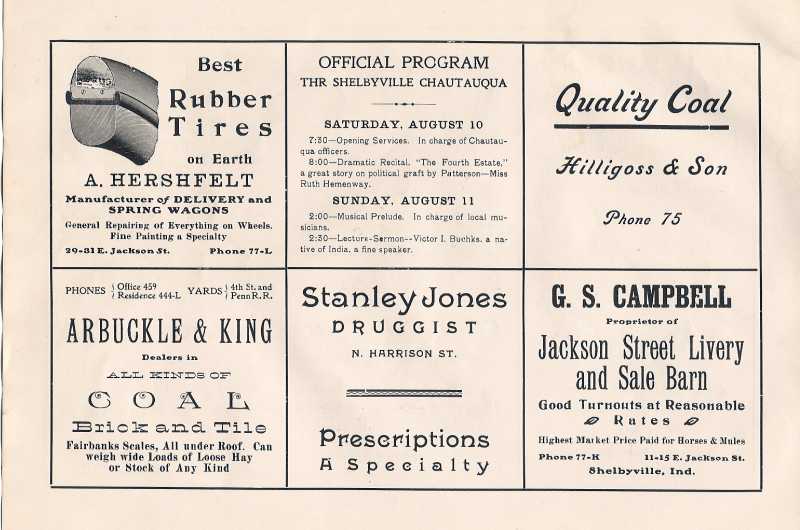 Best
Rubber
Tires
on Earth
A. HERSHFELT
Manufacturer of DELIVERY and
SPRING WAGONS
General Repairing of Everything on Wheels.
Fine Painting a Specialty
29-31 E. Jackson St. Phone 77-L
OFFICIAL PROGRAM
THR SHELBYVILLE CHAUTAUQUA
SATURDAY, AUGUST 10
7:30—Opening Services. In charge of Chautau-
qua officers.
8:00—Dramatic Recital, "The Fourth Estate,"
a great story on political graft by Patterson—Miss
Ruth Hemenway.
SUNDAY, AUGUST 11
2:00—Musical Prelude. In charge of local mu-
sicians.
2:30—Lecture-Sermon--Victor I. Buchks, a na-
tive of India, a fine speaker.
Quality Coal
Hilligoss & Son
Phone 75
PHONES { Office 459 YARDS { 4th St. and
{ Residence 444-L { Penn R. R.
ARBUCKLE & KING
Dealers in
ALL KINDS OF
COAL
Brick and Tile
Fairbanks Scales, All under Roof. Can
weigh wide Loads of Loose Hay
or Stock of Any Kind
Stanley Jones
DRUGGIST
N. HARRISON ST.
Prescriptions
A Specialty
G. S. CAMPBELL
Proprietor of
Jackson Street Livery
and Sale Barn
Good Turnouts at Reasonable
Rates
Highest Market Price Paid for Horses & Mules
Phone 77-K 11-15 E. Jackson St.
Shelbyville, Ind.